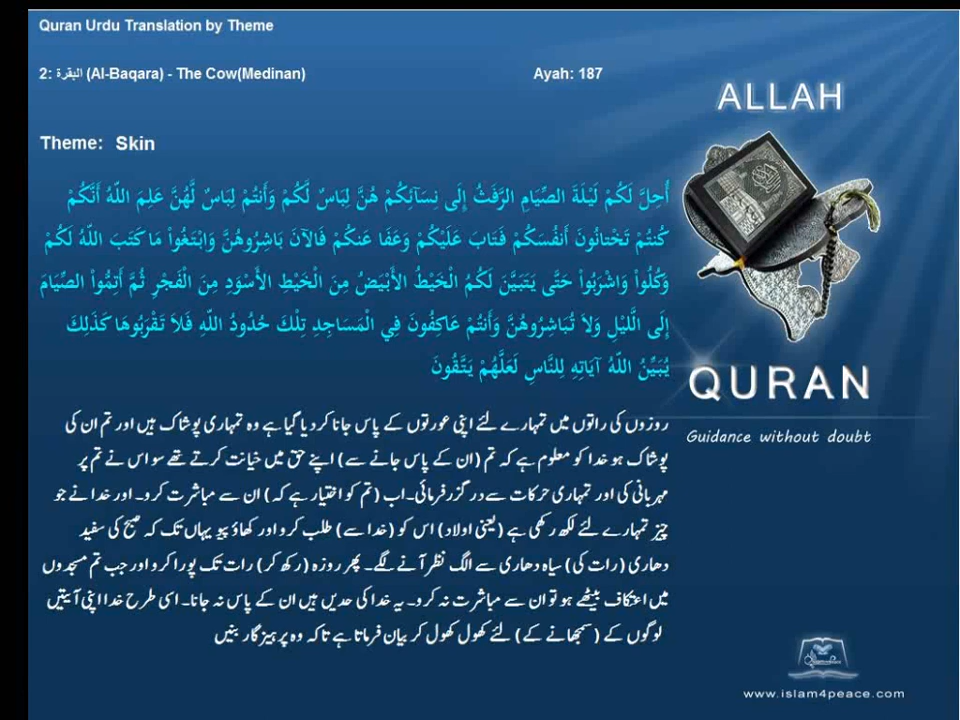 Quran Urdu Translation by Theme
2: البقرة (Al-Baqara) - The Cow(Medinan) Ayah: 187
Theme: Skin
أُحِلَّ لَكُمْ لَيْلَةَ الصِّيَامِ الرَّفَثُ إِلَى نِسَآئِكُمْ هُنَّ لِبَاسٌ لَّكُمْ وَأَنتُمْ لِبَاسٌ لَّهُنَّ عَلِمَ اللّهُ أَنَّكُمْ
كُنتُمْ تَخْتانُونَ أَنفُسَكُمْ فَتَابَ عَلَيْكُمْ وَعَفَا عَنكُمْ فَالآنَ بَاشِرُوهُنَّ وَابْتَغُواْ مَا كَتَبَ اللّهُ لَكُمْ
وَكُلُواْ وَاشْرَبُواْ حَتَّى يَتَبَيَّنَ لَكُمُ الْخَيْطُ الأَبْيَضُ مِنَ الْخَيْطِ الأَسْوَدِ مِنَ الْفَجْرِ ثُمَّ أَتِمُّواْ الصِّيَامَ
إِلَى الَّليْلِ وَلاَ تُبَاشِرُوهُنَّ وَأَنتُمْ عَاكِفُونَ فِي الْمَسَاجِدِ تِلْكَ حُدُودُ اللّهِ فَلاَ تَقْرَبُوهَا كَذَلِكَ
يُبَيِّنُ اللّهُ آيَاتِهِ لِلنَّاسِ لَعَلَّهُمْ يَتَّقُونَ
روزوں کی راتوں میں تمہارے لئے اپنی عورتوں کے پاس جانا کردیا گیا ہے وہ تمہاری پوشاک ہیں اور تم ان کی
پوشاک ہو خدا کو معلوم ہے کہ تم (ان کے پاس جانے سے) اپنے حق میں خیانت کرتے تھے سو اس نے تم پر
مہربانی کی اور تمہاری حرکات سےدرگزرفرمائی۔اب (تم کو اختیار ہے کہ) ان سے مباشرت کرو۔ اور خدا نے جو
چیز تمہارے لئے لکھ رکھی ہے (یعنی اولاد) اس کو (خدا سے) طلب کرو اور کھاؤ پیو یہاں تک کہ صبح کی سفید
دھاری (رات کی) سیاہ دھاری سے الگ نظر آنے لگے۔ پھر روزہ (رکھ کر) رات تک پورا کرو اور جب تم مسجدوں
میں اعتکاف بیٹھے ہو تو ان سے مباشرت نہ کرو۔ یہ خدا کی حدیں ہیں ان کے پاس نہ جانا۔ اسی طرح خدا اپنی آیتیں
لوگوں کے (سمجھانے کے) لئے کھول کھول کر بیان فرماتا ہے تاکہ وہ پرہیزگار بنیں
ALLAH
QURAN
Guidance without doubt
www.islam4peace.com